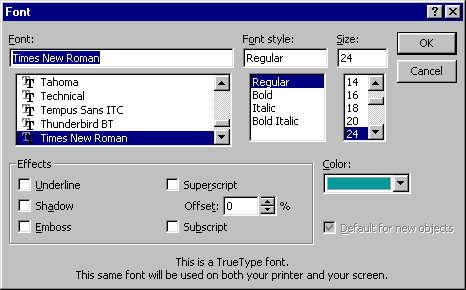 Font
Font: Font style: Size:
Times New Roman Regular 24 OK
Cancel
Tahoma Regular 14
Technical Bold 16
Tempus Sans ITC Italic 18
Thunderbird BT Bold Italic 20
Times New Roman 24
Effects Color:
Underline Superscript
Shadow Offset: 0 %
Emboss Subscript Default for new objects
This is a TrueType font.
This same font will be used on both your printer and your screen.